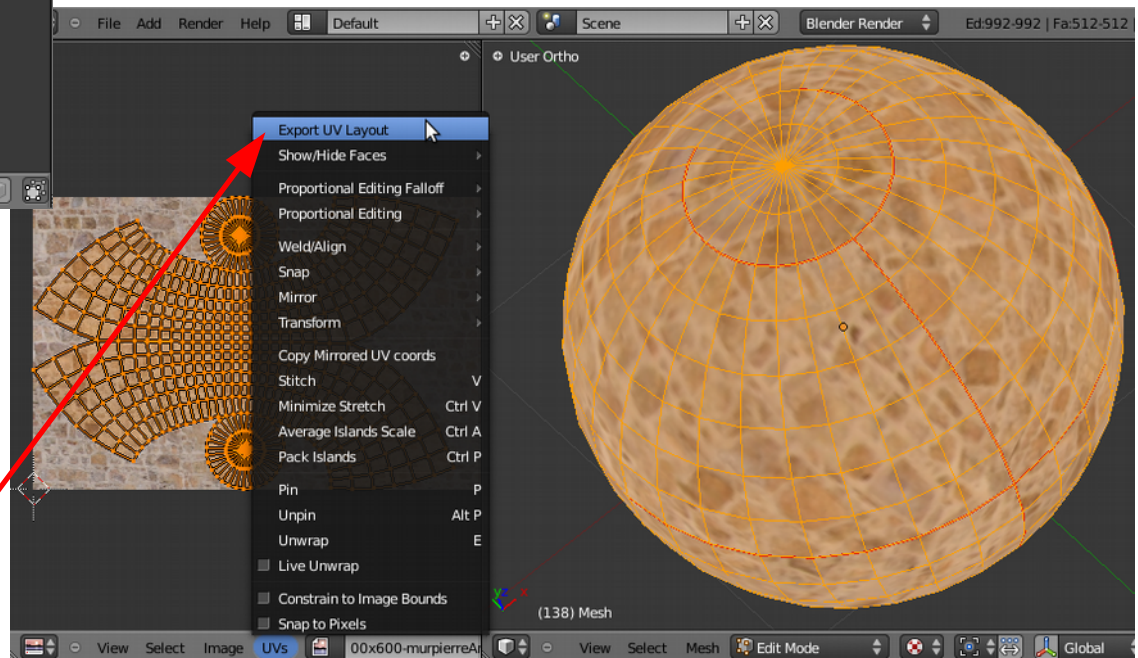 File Add Render Help Default Scene Blender Render Ed:992-992 | Fa:512-512 |
User Ortho
Export UV Layout
Show/Hide Faces
Proportional Editing Falloff
Proportional Editing
Weld/Align
Snap
Mirror
Transform
Copy Mirrored UV coords
Stitch V
Minimize Stretch Ctrl V
Average Islands Scale Ctrl A
Pack Islands Ctrl P
Pin P
Unpin Alt P
Unwrap E
Live Unwrap
Constrain to Image Bounds
Snap to Pixels
z y x
(138) Mesh
View Select Image UVs 00x600-murpierreAr View Select Mesh Edit Mode Global